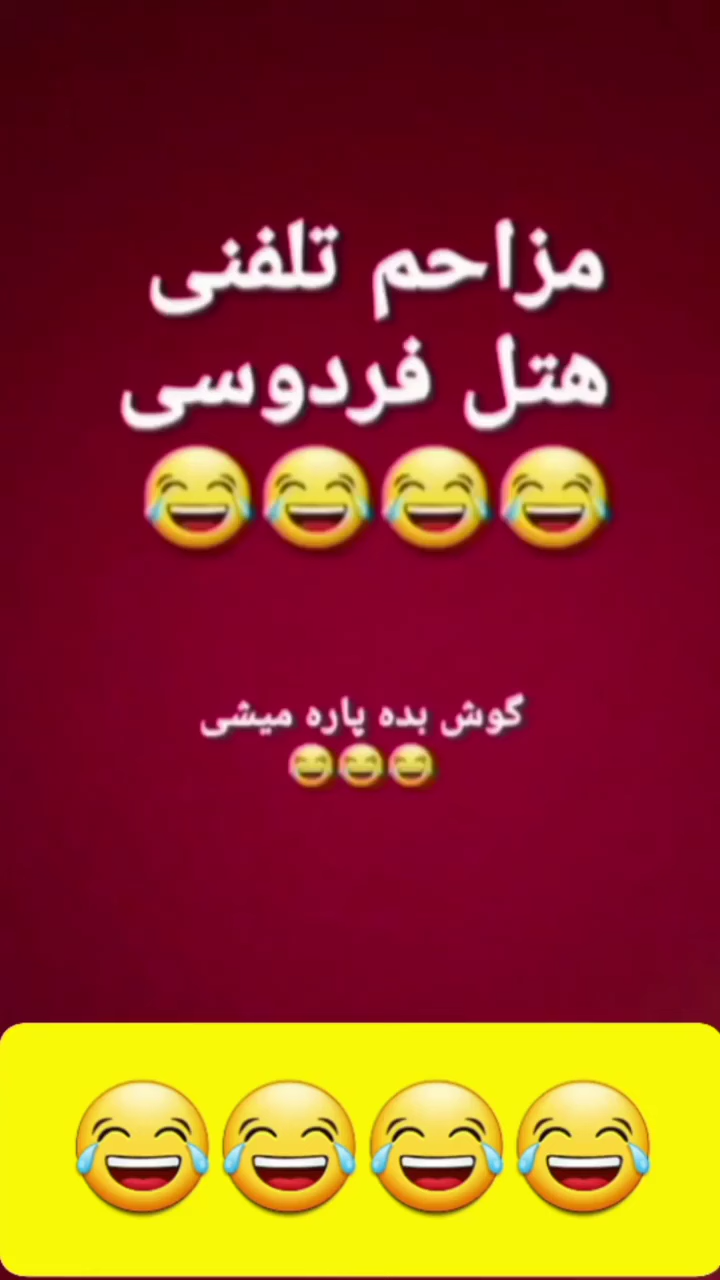 مزاحم تلفنی
هتل فردوسی
😂😂😂😂
گوش بده پاره میشی
😅😅😅
😂😂😂😂